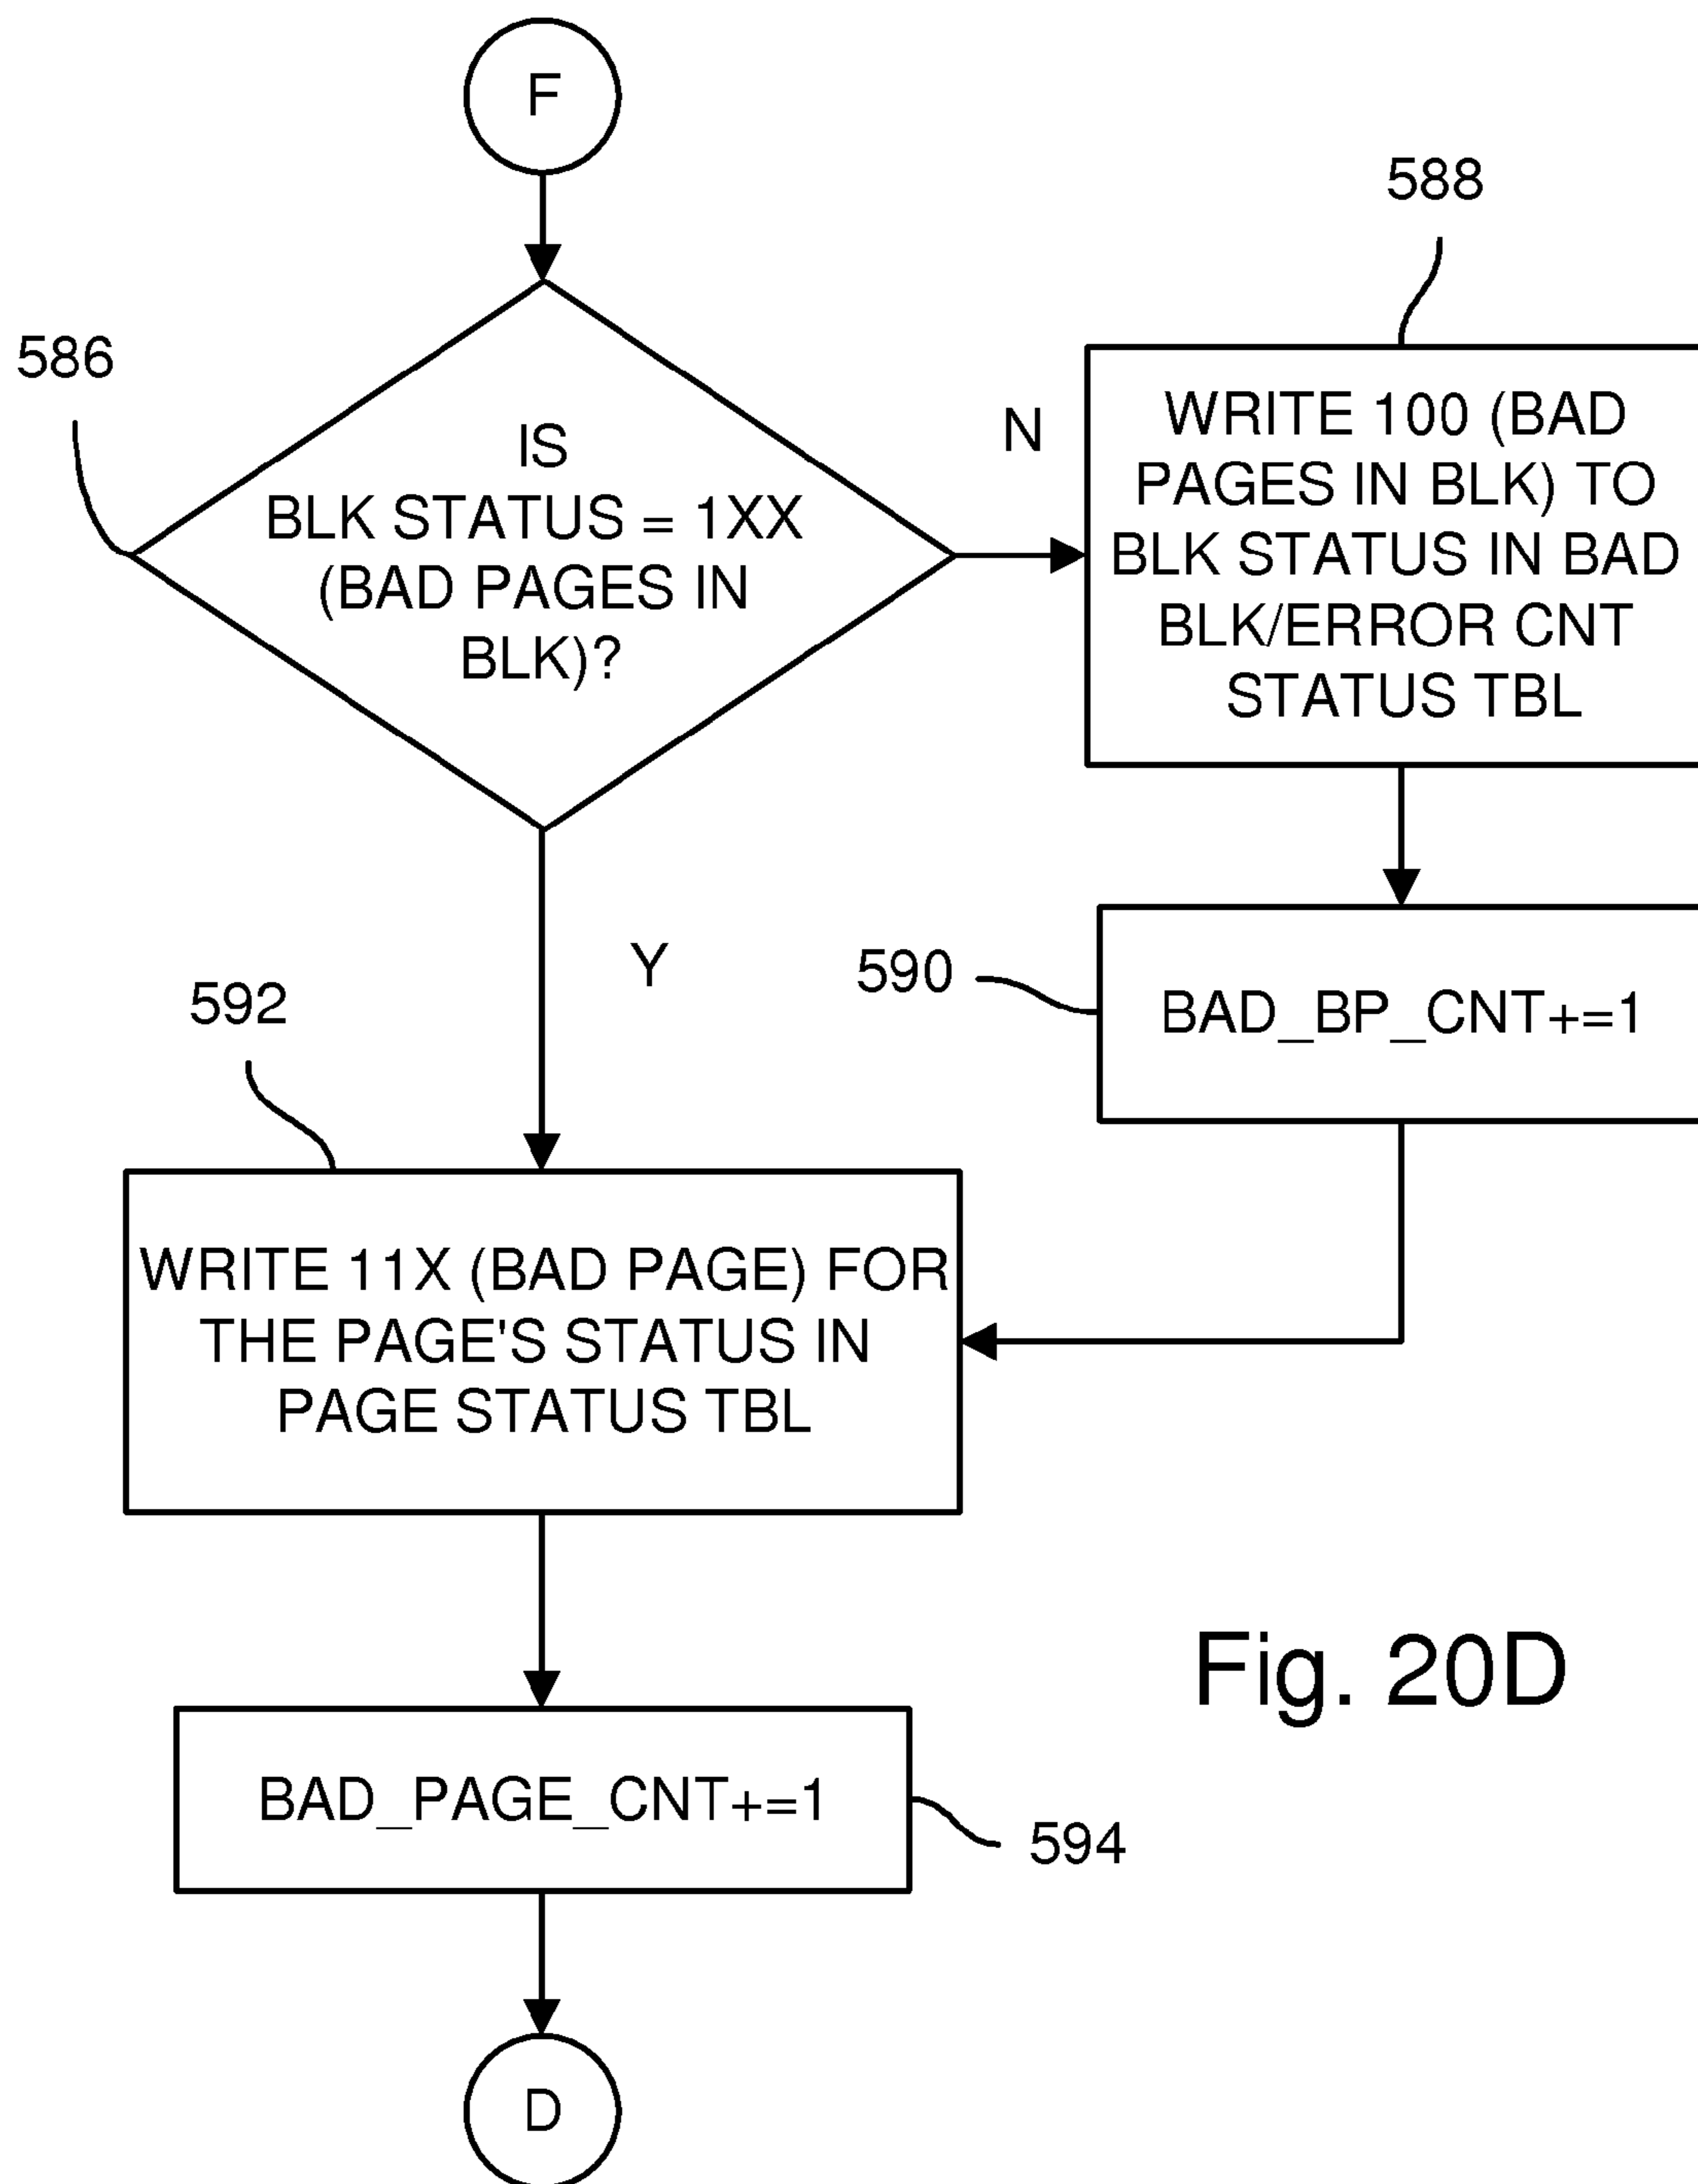 F
586
IS
BLK STATUS = 1XX
(BAD PAGES IN
BLK)?
N
588
WRITE 100 (BAD
PAGES IN BLK) TO
BLK STATUS IN BAD
BLK/ERROR CNT
STATUS TBL
Y
590
BAD_BP_CNT+=1
592
WRITE 11X (BAD PAGE) FOR
THE PAGE'S STATUS IN
PAGE STATUS TBL
BAD_PAGE_CNT+=1
594
D
Fig. 20D